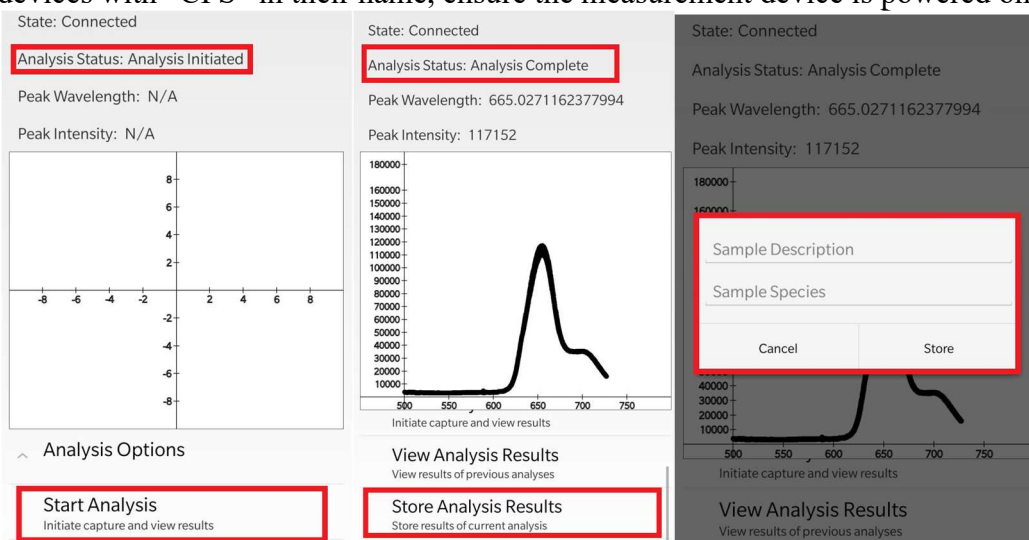 devices with in their name, ensure the measurement device is powered on
State: Connected
Analysis Status: Analysis Initiated
Peak Wavelength: N/A
Peak Intensity: N/A
8
6
4
2
-8 -6 -4 -2 2 4 6 8
-2
-4
-6
-8
Analysis Options
Start Analysis
Initiate capture and view results
State: Connected
Analysis Status: Analysis Complete
Peak Wavelength: 665.0271162377994
Peak Intensity: 117152
180000
160000
150000
140000
130000
120000
110000
100000
90000
80000
70000
60000
50000
40000
30000
20000
10000
500 550 600 650 700 750
Initiate capture and view results
View Analysis Results
View results of previous analyses
Store Analysis Results
Store results of current analysis
State: Connected
Analysis Status: Analysis Complete
Peak Wavelength: 665.0271162377994
Peak Intensity: 117152
180000
160000
Sample Description
Sample Species
Cancel Store
40000
30000
20000
10000
500 550 600 650 700 750
Initiate capture and view results
View Analysis Results
View results of previous analyses